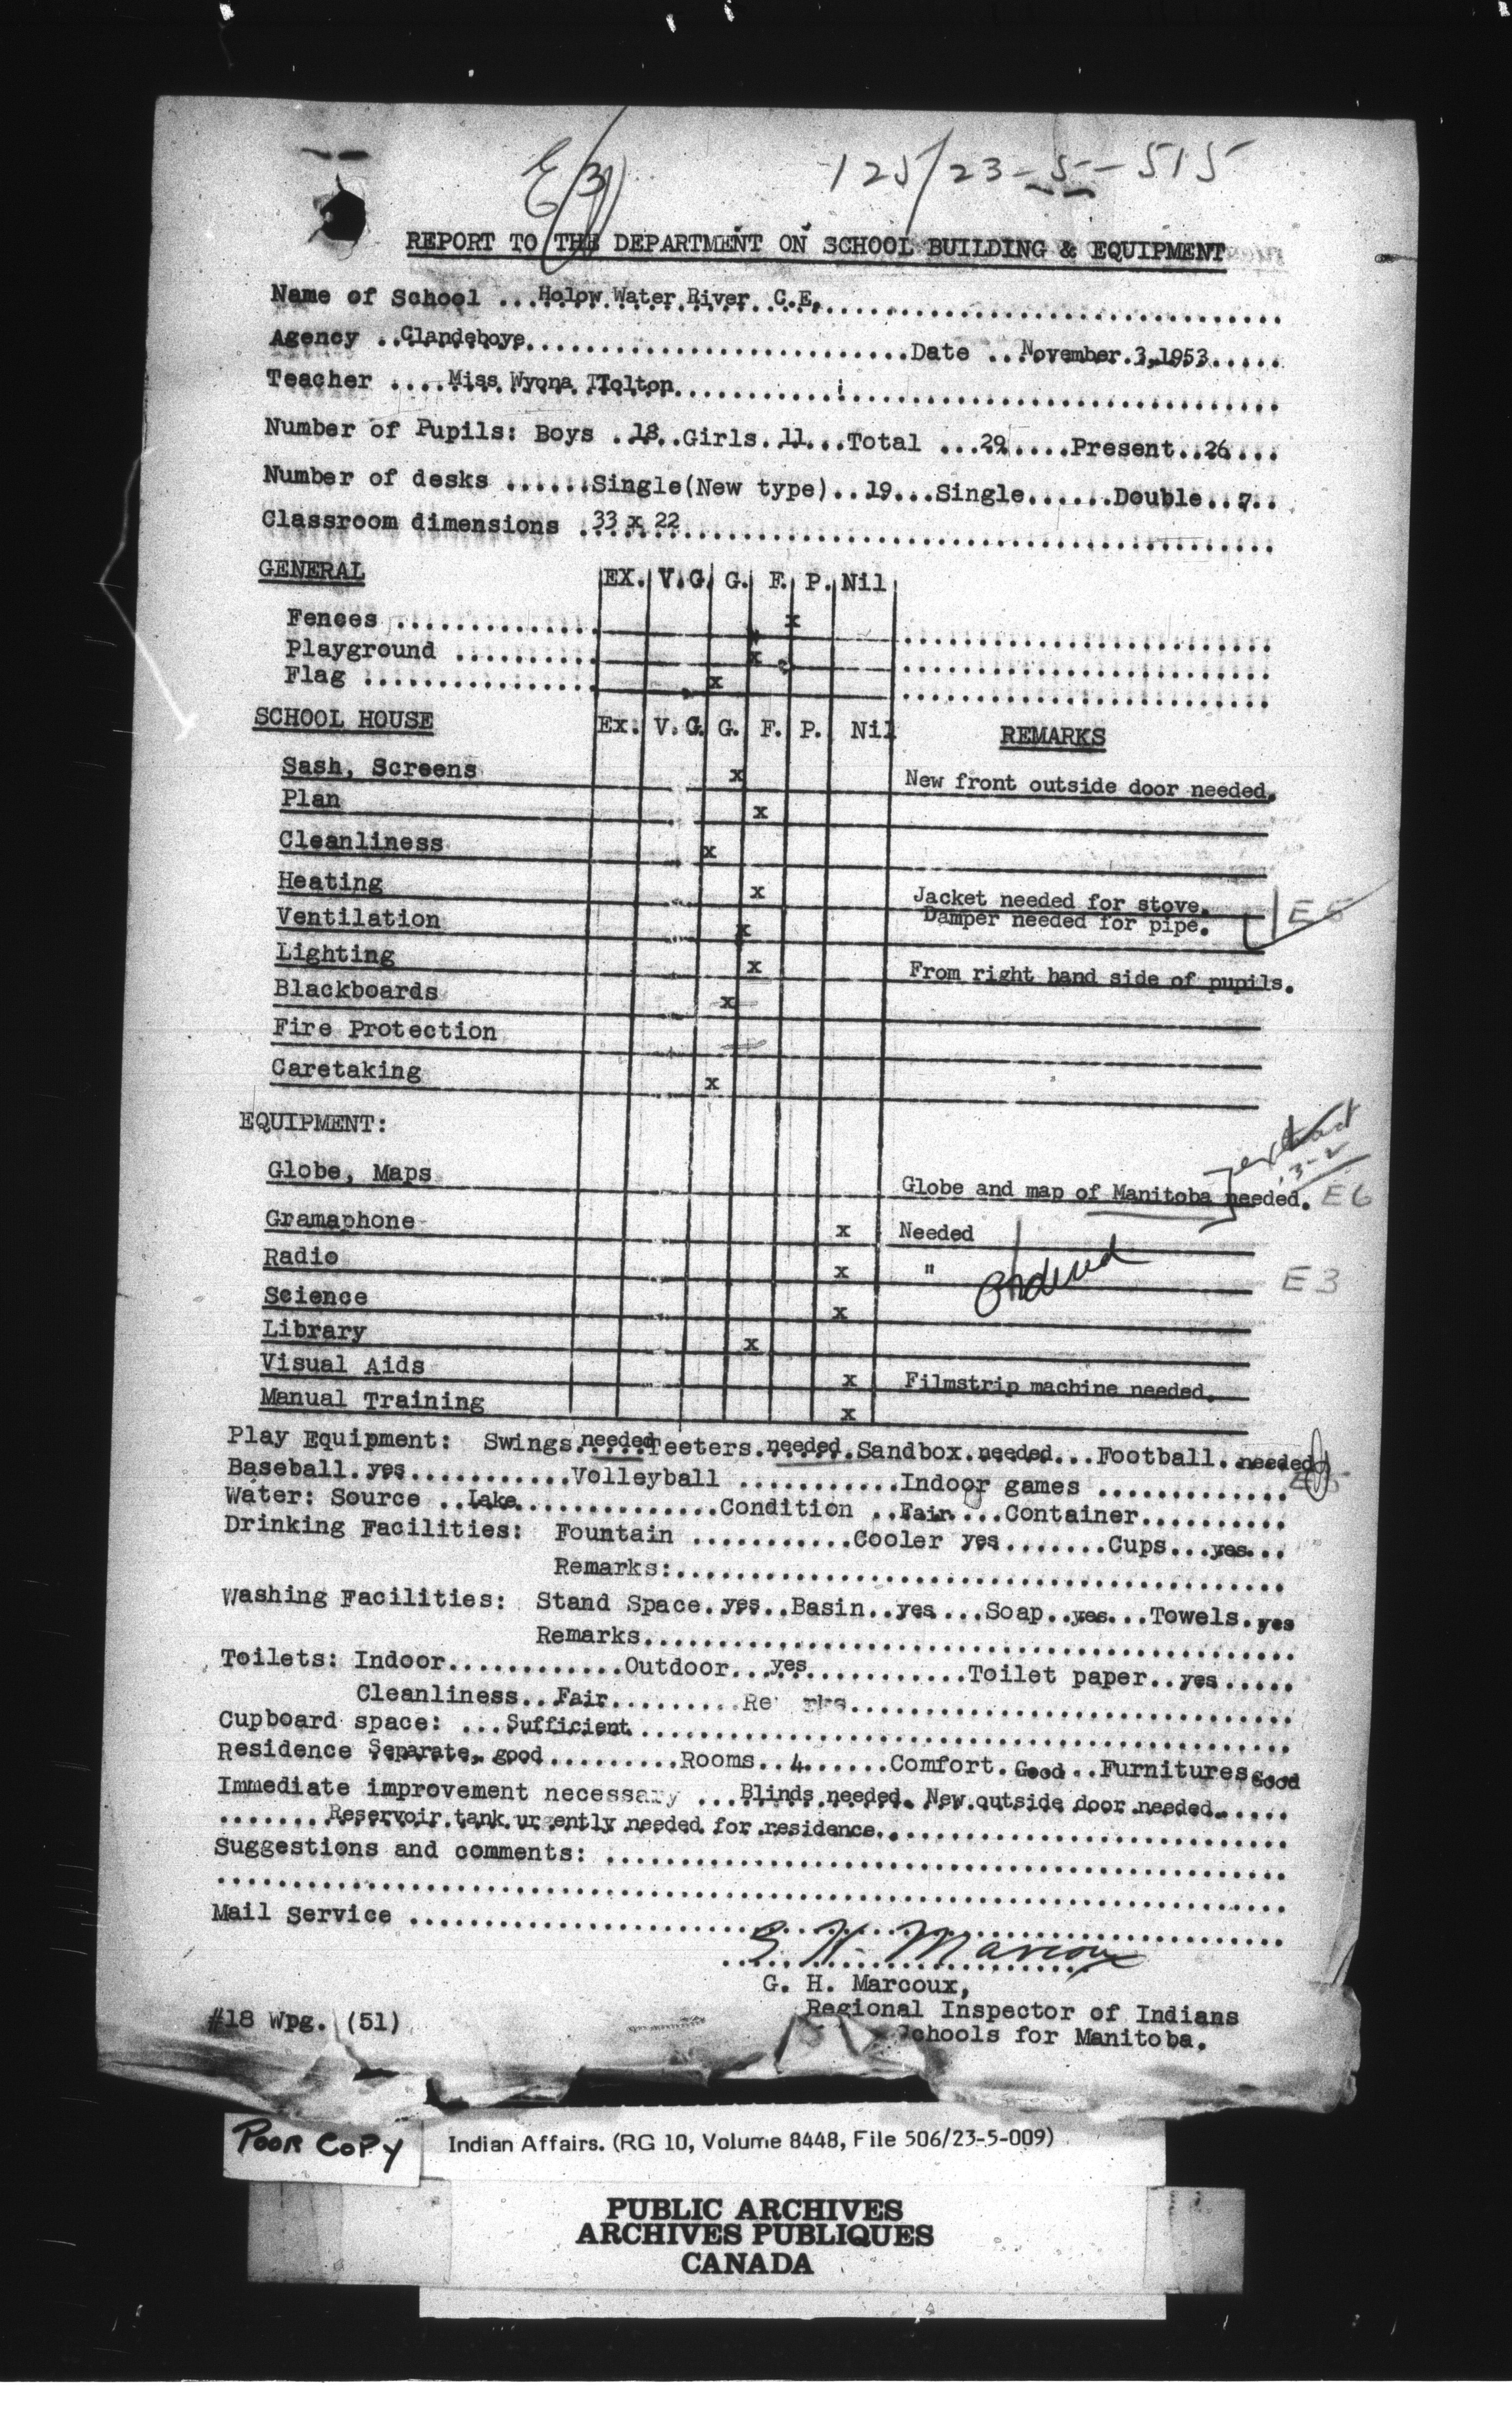 E/3
125/23-5-515
REPORT TO THE DEPARTMENT ON SCHOOL BUILDING & EQUIPMENT
Name of School ...Holow Water River C.E.
Agency ..Clandeboye...Date ..November 3,1953.....
Teacher ....Miss Wyona
Number of Pupils: Boys .18..Girls. 11...Total ...29.....Present..26....
Number of desks ......Single(New type)..19...Single......Double..7..
Classroom dimensions .33 x 22
GENERAL EX. V.G. G. F. P. Nil
Fences ............. x
Playground .......... x
Flag ................ x
SCHOOL HOUSE Ex. V. G. G. F. P. Nil REMARKS
Sash, Screens x New front outside door needed.
Plan x
Cleanliness x
Heating x Jacket needed for stove.
Ventilation x Damper needed for pipe. E5
Lighting x From right hand side of pupils.
Blackboards x
Fire Protection
Caretaking x
EQUIPMENT:
extract
3-2
Globe, Maps Globe and map of Manitoba needed. E6
Gramaphone x Needed
Radio x " Ordered E3
Science x
Library x
Visual Aids x Filmstrip machine needed.
Manual Training x
Play Equipment: Swings.needed Teeters.needed.Sandbox.needed...Football..needed
Baseball.yes...........Volleyball ............Indoor games .............
Water: Source ..Lake...............Condition ..Fair....Container..........
Drinking Facilities: Fountain ...........Cooler yes.......Cups...yes...
Remarks:........................................
Washing Facilities: Stand Space.yes..Basin..yes....Soap..yes...Towels.yes
Remarks...........................................
Toilets: Indoor............Outdoor...yes............Toilet paper..yes.....
Cleanliness..Fair.........Re rks..............................
Cupboard space: ...Sufficient.............................................
Residence Separate, good..........Rooms..4......Comfort.Good...Furnitures Good
Immediate improvement necessary ...Blinds needed. New outside door needed......
.......Reservoir tank urgently needed for residence..........................
Suggestions and comments: ..............................................
Mail Service ............................................................
G. H. Marcoux
G. H. Marcoux,
Regional Inspector of Indians
Schools for Manitoba.
#18 Wpg. (51)
POOR COPY
Indian Affairs. (RG 10, Volume 8448, File 506/23-5-009)
PUBLIC ARCHIVES
ARCHIVES PUBLIQUES
CANADA